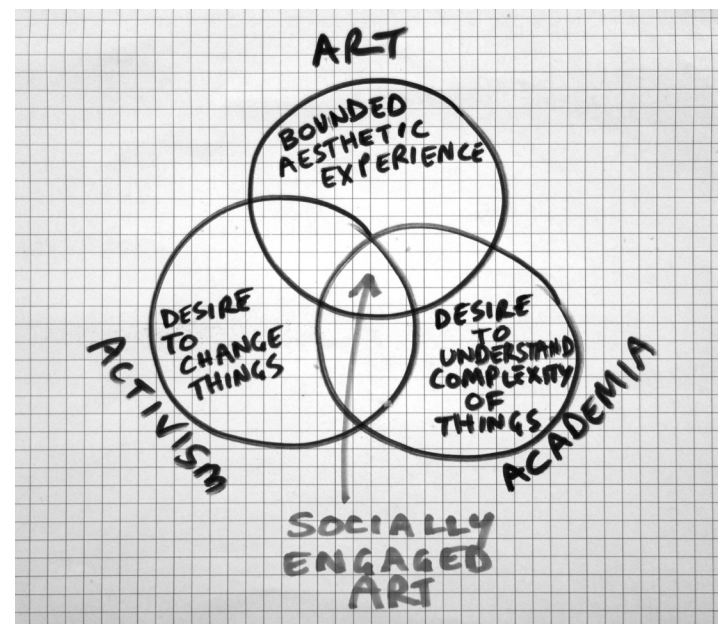 ART
BOUNDED
AESTHETIC
EXPERIENCE
DESIRE
TO
CHANGE
THINGS
ACTIVISM
DESIRE
TO
UNDERSTAND
COMPLEXITY
OF
THINGS
ACADEMIA
SOCIALLY
ENGAGED
ART